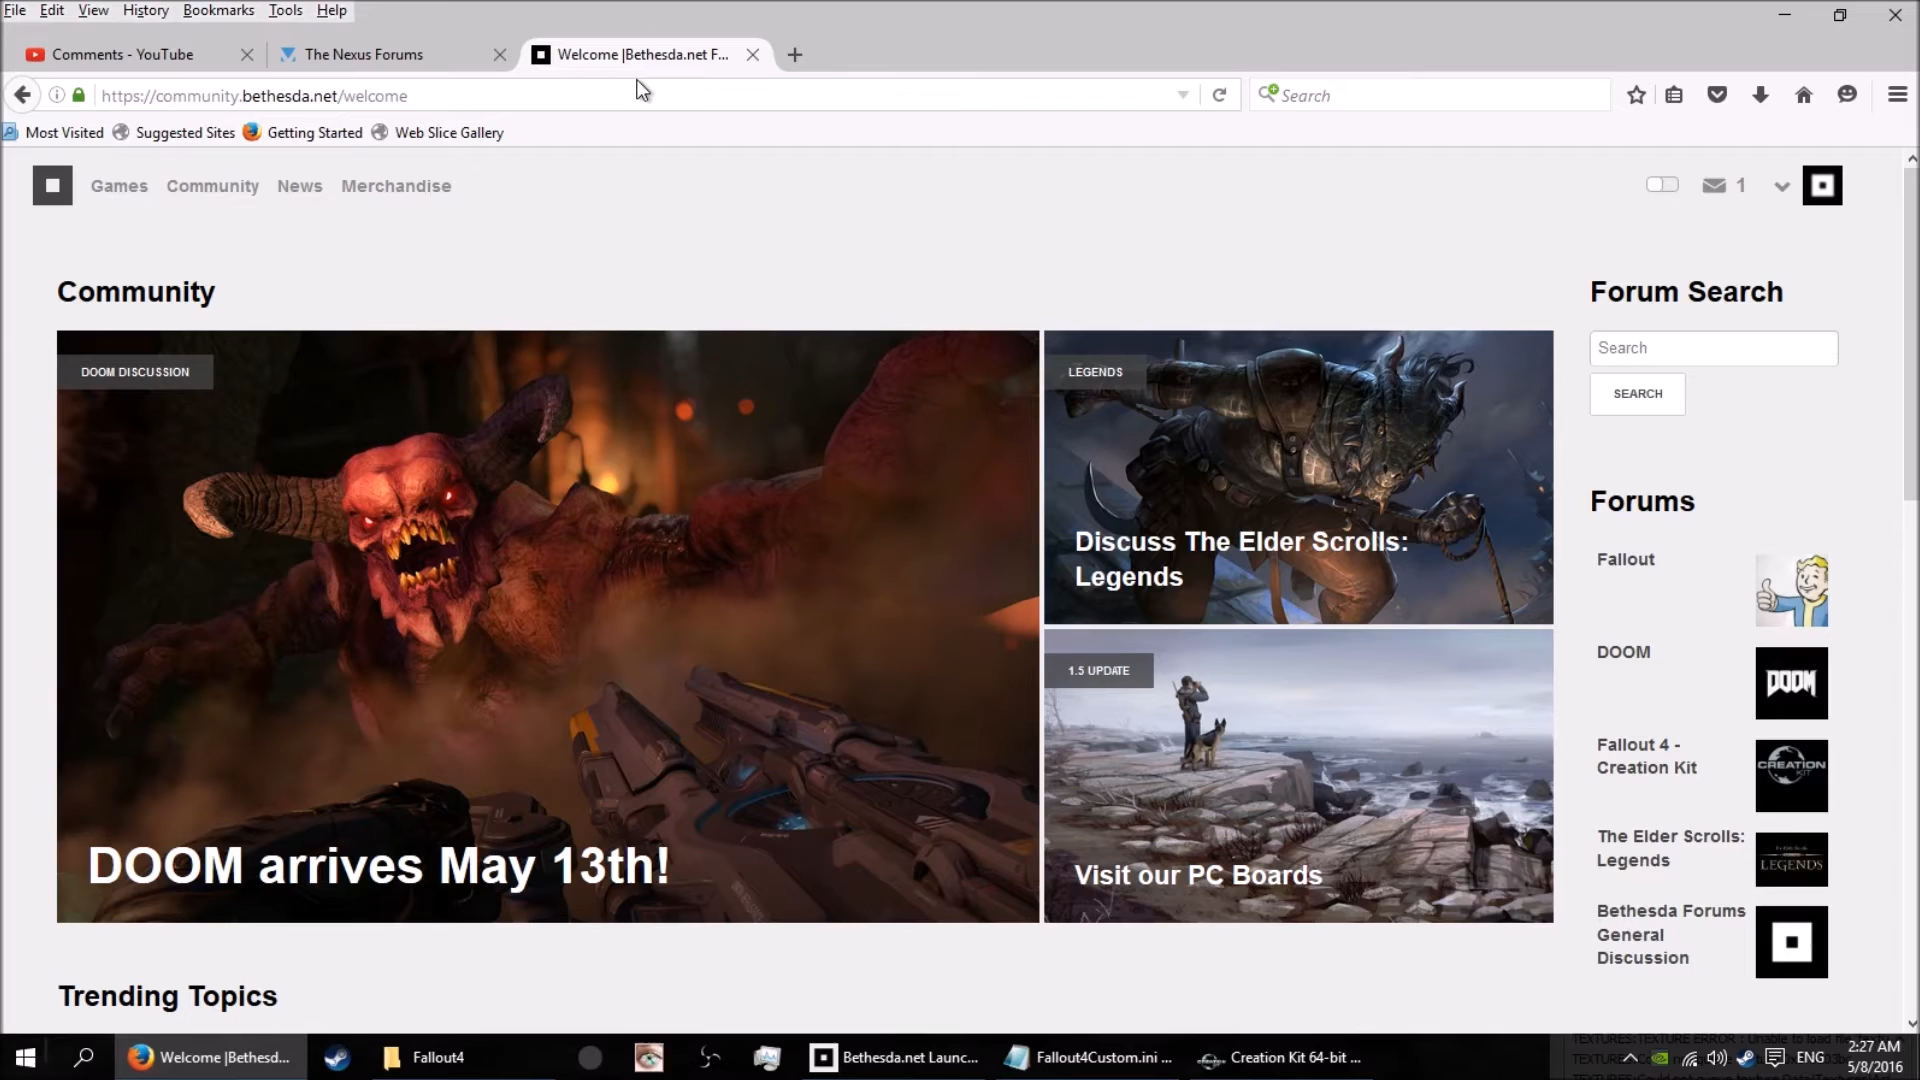 File Edit View History Bookmarks Tools Help
Comments - YouTube
The Nexus Forums
Welcome |Bethesda.net F...
https://community.bethesda.net/welcome
Search
Most Visited
Suggested Sites
Getting Started
Web Slice Gallery
Games
Community
News
Merchandise
1
Community
DOOM DISCUSSION
DOOM arrives May 13th!
LEGENDS
Discuss The Elder Scrolls:
Legends
1.5 UPDATE
Visit our PC Boards
Forum Search
Search
SEARCH
Forums
Fallout
DOOM
DOOM
Fallout 4 -
Creation Kit
CREATION
KIT
The Elder Scrolls:
Legends
LEGENDS
Bethesda Forums
General
Discussion
Trending Topics
Welcome |Bethesd...
Fallout4
Bethesda.net Launc...
Fallout4Custom.ini ...
Creation Kit 64-bit ...
ENG
2:27 AM
5/8/2016